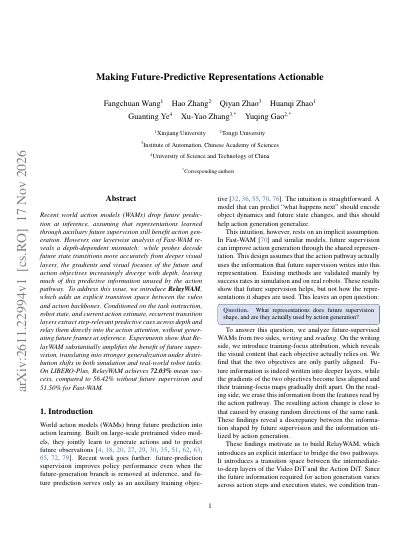 Making Future-Predictive Representations Actionable
Fangchuan Wang¹ Hao Zhang² Qiyan Zhao³ Huanqi Zhao¹
Guanting Ye⁴ Xu-Yao Zhang³,* Yuqing Gao²,*
¹Xinjiang University ²Tongji University
³Institute of Automation, Chinese Academy of Sciences
⁴University of Science and Technology of China
*Corresponding authors
arXiv:2611.22994v1 [cs.RO] 17 Nov 2026
Abstract
Recent world action models (WAMs) drop future predic-
tion at inference, assuming that representations learned
through auxiliary future supervision still benefit action gen-
eration. However, our layerwise analysis of Fast-WAM re-
veals a depth-dependent mismatch: while probes decode
future state transitions more accurately from deeper visual
layers, the gradients and visual focuses of the future and
action objectives increasingly diverge with depth, leaving
much of this predictive information unused by the action
pathway. To address this issue, we introduce RelayWAM,
which adds an explicit transition space between the video
and action backbones. Conditioned on the task instruction,
robot state, and current action estimate, recurrent transition
layers extract step-relevant predictive cues across depth and
relay them directly into the action attention, without gener-
ating future frames at inference. Experiments show that Re-
layWAM substantially amplifies the benefit of future super-
vision, translating into stronger generalization under distri-
bution shifts in both simulation and real-world robot tasks.
On LIBERO-Plus, RelayWAM achieves 72.03% mean suc-
cess, compared to 56.42% without future supervision and
51.50% for Fast-WAM.
1. Introduction
World action models (WAMs) bring future prediction into
action learning. Built on large-scale pretrained video mod-
els, they jointly learn to generate actions and to predict
future observations [4, 18, 20, 27, 29, 30, 35, 51, 62, 63,
65, 72, 79]. Recent work goes further: future-prediction
supervision improves policy performance even when the
future-generation branch is removed at inference, and fu-
ture prediction serves only as an auxiliary training objec-
tive [32, 36, 55, 70, 76]. The intuition is straightforward. A
model that can predict "what happens next" should encode
object dynamics and future state changes, and this should
help action generation generalize.
This intuition, however, rests on an implicit assumption.
In Fast-WAM [70] and similar models, future supervision
can improve action generation through the shared represen-
tation. This design assumes that the action pathway actually
uses the information that future supervision writes into this
representation. Existing methods are validated mainly by
success rates in simulation and on real robots. These results
show that future supervision helps, but not how the repre-
sentations it shapes are used. This leaves an open question:
Question. What representations does future supervision
shape, and are they actually used by action generation?
To answer this question, we analyze future-supervised
WAMs from two sides, writing and reading. On the writing
side, we introduce training-focus attribution, which reveals
the visual content that each objective actually relies on. Fu-
ture information is indeed written into deeper layers, while
the gradients of the two objectives become less aligned and
their training-focus maps gradually drift apart. On the read-
ing side, we erase this information from the features read by
the action pathway. The resulting action change is close to
that caused by erasing random directions of the same rank.
These findings reveal a discrepancy between the informa-
tion shaped by future supervision and the information uti-
lized by action generation.
These findings motivate us to build RelayWAM, which
introduces an explicit interface to bridge the two pathways.
It introduces a transition space between the intermediate-
to-deep layers of the Video DiT and the Action DiT. Since
the future information required for action generation varies
across action steps and execution states, we condition tran-
1